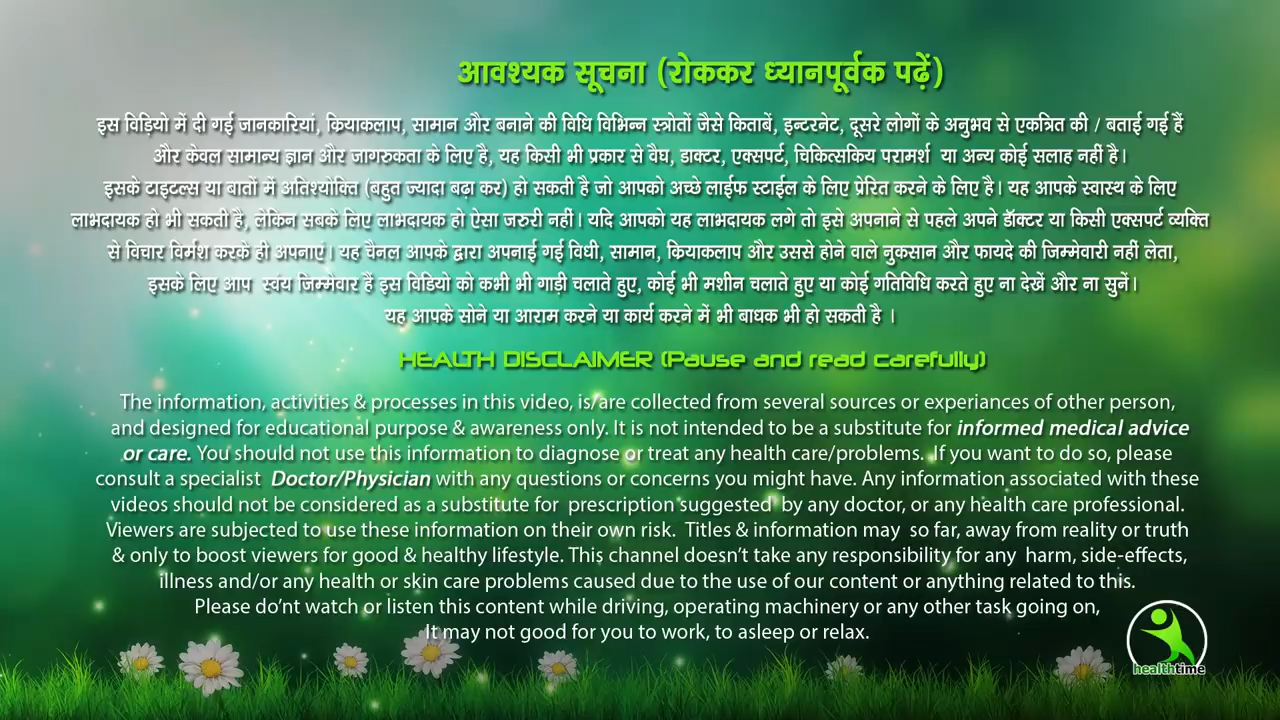 आवश्यक सूचना (रोककर ध्यानपूर्वक पढ़ें)
इस विड़ियो में दी गई जानकारियां, क्रियाकलाप, सामान और बनाने की विधि विभिन्न स्त्रोतों जैसे किताबें, इन्टरनेट, दूसरे लोगों के अनुभव से एकत्रित की / बताई गई हैं
और केवल सामान्य ज्ञान और जागरुकता के लिए है, यह किसी भी प्रकार से वैघ, डाक्टर, एक्सपर्ट, चिकित्सकिय परामर्श या अन्य कोई सलाह नहीं है।
इसके टाइटल्स या बातों में अतिश्योक्ति (बहुत ज्यादा बढ़ा कर) हो सकती है जो आपको अच्छे लाईफ स्टाईल के लिए प्रेरित करने के लिए है। यह आपके स्वास्थ के लिए
लाभदायक हो भी सकती है, लेकिन सबके लिए लाभदायक हो ऐसा जरुरी नहीं। यदि आपको यह लाभदायक लगे तो इसे अपनाने से पहले अपने डॉक्टर या किसी एक्सपर्ट व्यक्ति
से विचार विर्मश करके ही अपनाएं। यह चैनल आपके द्वारा अपनाई गई विधी, सामान, क्रियाकलाप और उससे होने वाले नुकसान और फायदे की जिम्मेवारी नहीं लेता,
इसके लिए आप स्वंय जिम्मेवार हैं इस विडियो को कभी भी गाड़ी चलाते हुए, कोई भी मशीन चलाते हुए या कोई गतिविधि करते हुए ना देखें और ना सुनें।
यह आपके सोने या आराम करने या कार्य करने में भी बाधक भी हो सकती है ।
HEALTH DISCLAIMER (Pause and read carefully)
The information, activities & processes in this video, is/are collected from several sources or experiances of other person,
and designed for educational purpose & awareness only. It is not intended to be a substitute for informed medical advice
or care. You should not use this information to diagnose or treat any health care/problems. If you want to do so, please
consult a specialist Doctor/Physician with any questions or concerns you might have. Any information associated with these
videos should not be considered as a substitute for prescription suggested by any doctor, or any health care professional.
Viewers are subjected to use these information on their own risk. Titles & information may so far, away from reality or truth
& only to boost viewers for good & healthy lifestyle. This channel doesn't take any responsibility for any harm, side-effects,
illness and/or any health or skin care problems caused due to the use of our content or anything related to this.
Please do'nt watch or listen this content while driving, operating machinery or any other task going on,
It may not good for you to work, to asleep or relax.
healthtime